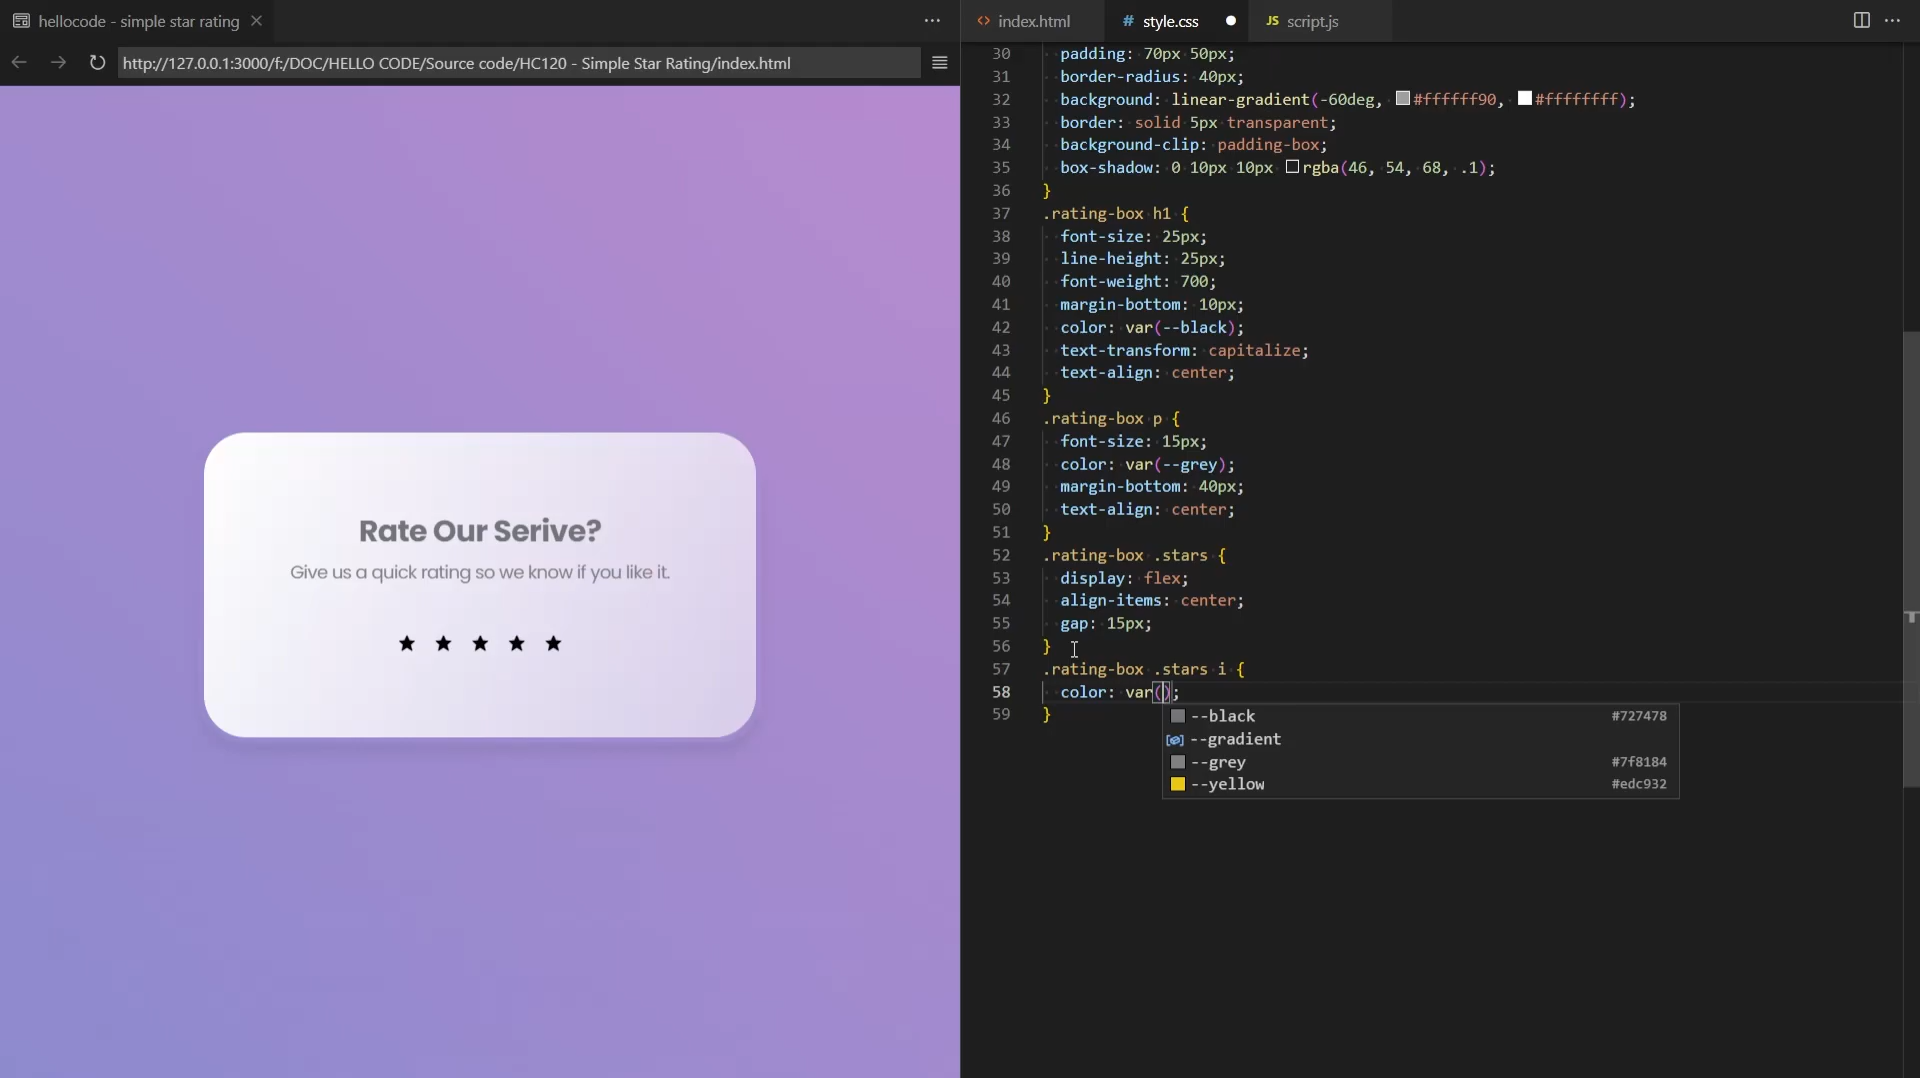 hellocode - simple star rating
index.html
# style.css
JS script.js
http://127.0.0.1:3000/f:/DOC/HELLO CODE/Source code/HC120 - Simple Star Rating/index.html
Rate Our Serive?
Give us a quick rating so we know if you like it.
30 padding: 70px 50px;
31 border-radius: 40px;
32 background: linear-gradient(-60deg, #ffffff90, #ffffffff);
33 border: solid 5px transparent;
34 background-clip: padding-box;
35 box-shadow: 0 10px 10px rgba(46, 54, 68, .1);
36 }
37 .rating-box h1 {
38 font-size: 25px;
39 line-height: 25px;
40 font-weight: 700;
41 margin-bottom: 10px;
42 color: var(--black);
43 text-transform: capitalize;
44 text-align: center;
45 }
46 .rating-box p {
47 font-size: 15px;
48 color: var(--grey);
49 margin-bottom: 40px;
50 text-align: center;
51 }
52 .rating-box .stars {
53 display: flex;
54 align-items: center;
55 gap: 15px;
56 }
57 .rating-box .stars i {
58 color: var();
59 }
--black #727478
--gradient
--grey #7f8184
--yellow #edc932